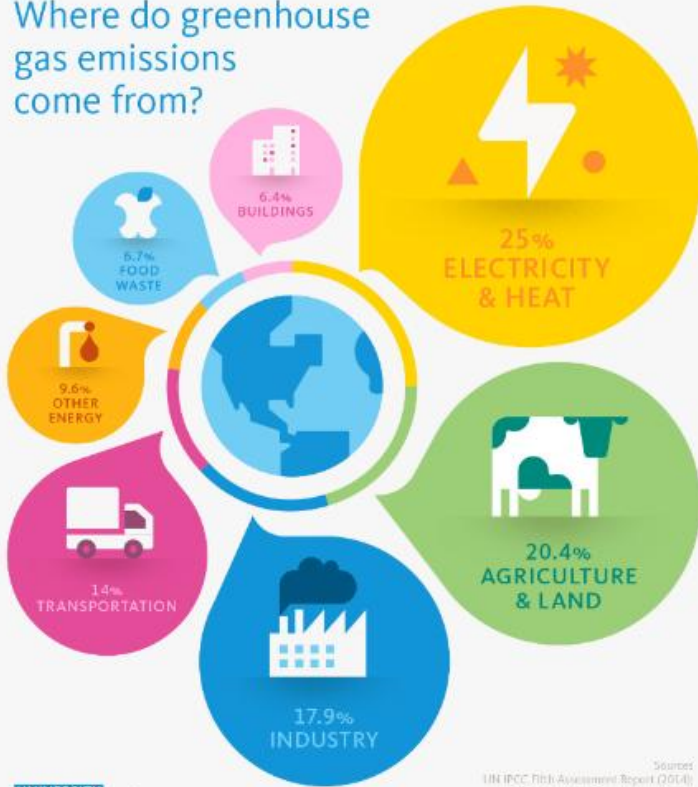 Where do greenhouse
gas emissions
come from?
6.4%
BUILDINGS
25%
ELECTRICITY
& HEAT
6.7%
FOOD
WASTE
9.6%
OTHER
ENERGY
20.4%
AGRICULTURE
& LAND
14%
TRANSPORTATION
17.9%
INDUSTRY
Sources
UN IPCC Fifth Assessment Report (2014);